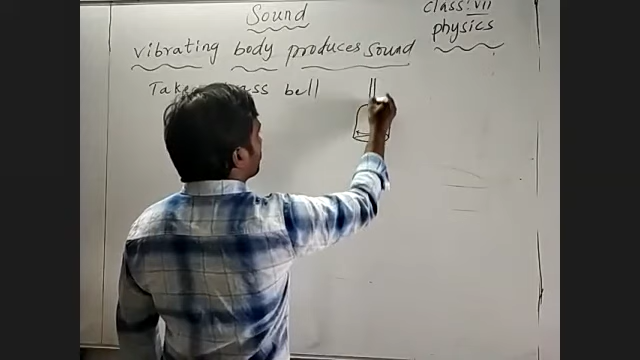 Sound
class: vii
physics
vibrating body produces Sound
Take bell